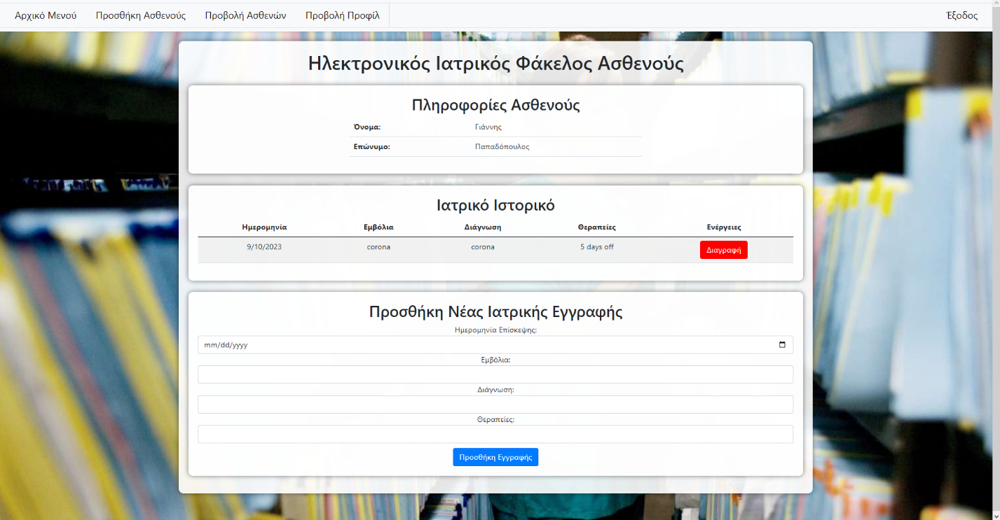 Αρχικό Μενού Προσθήκη Ασθενούς Προβολή Ασθενών Προβολή Προφίλ Έξοδος
Ηλεκτρονικός Ιατρικός Φάκελος Ασθενούς
Πληροφορίες Ασθενούς
Όνομα: Γιάννης
Επώνυμο: Παπαδόπουλος
Ιατρικό Ιστορικό
Ημερομηνία Εμβόλια Διάγνωση Θεραπείες Ενέργειες
9/10/2023 corona corona 5 days off Διαγραφή
Προσθήκη Νέας Ιατρικής Εγγραφής
Ημερομηνία Επίσκεψης:
mm/dd/yyyy
Εμβόλια:
Διάγνωση:
Θεραπείες:
Προσθήκη Εγγραφής